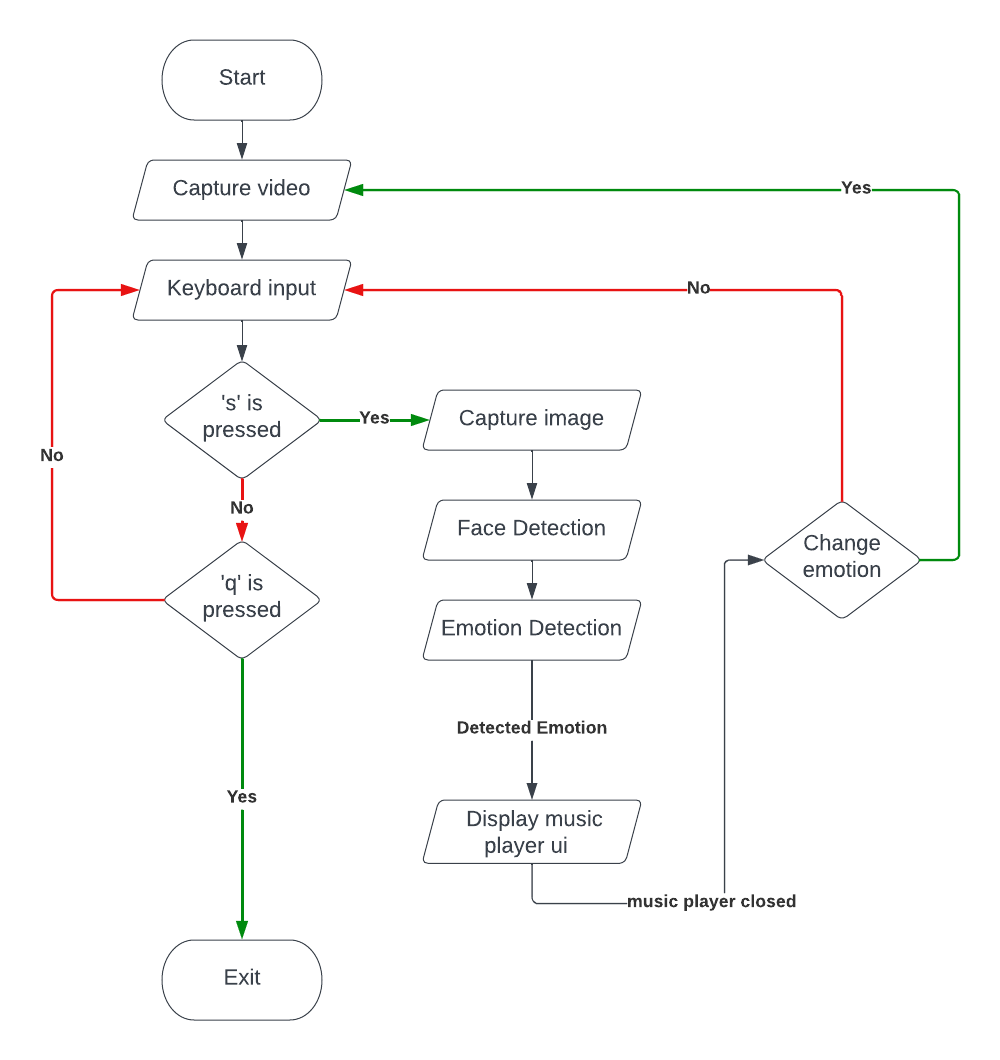 Start
Capture video
Yes
Keyboard input
No
's' is
pressed
Yes
Capture image
No
No
Face Detection
Change
emotion
'q' is
pressed
Emotion Detection
Detected Emotion
Yes
Display music
player ui
music player closed
Exit